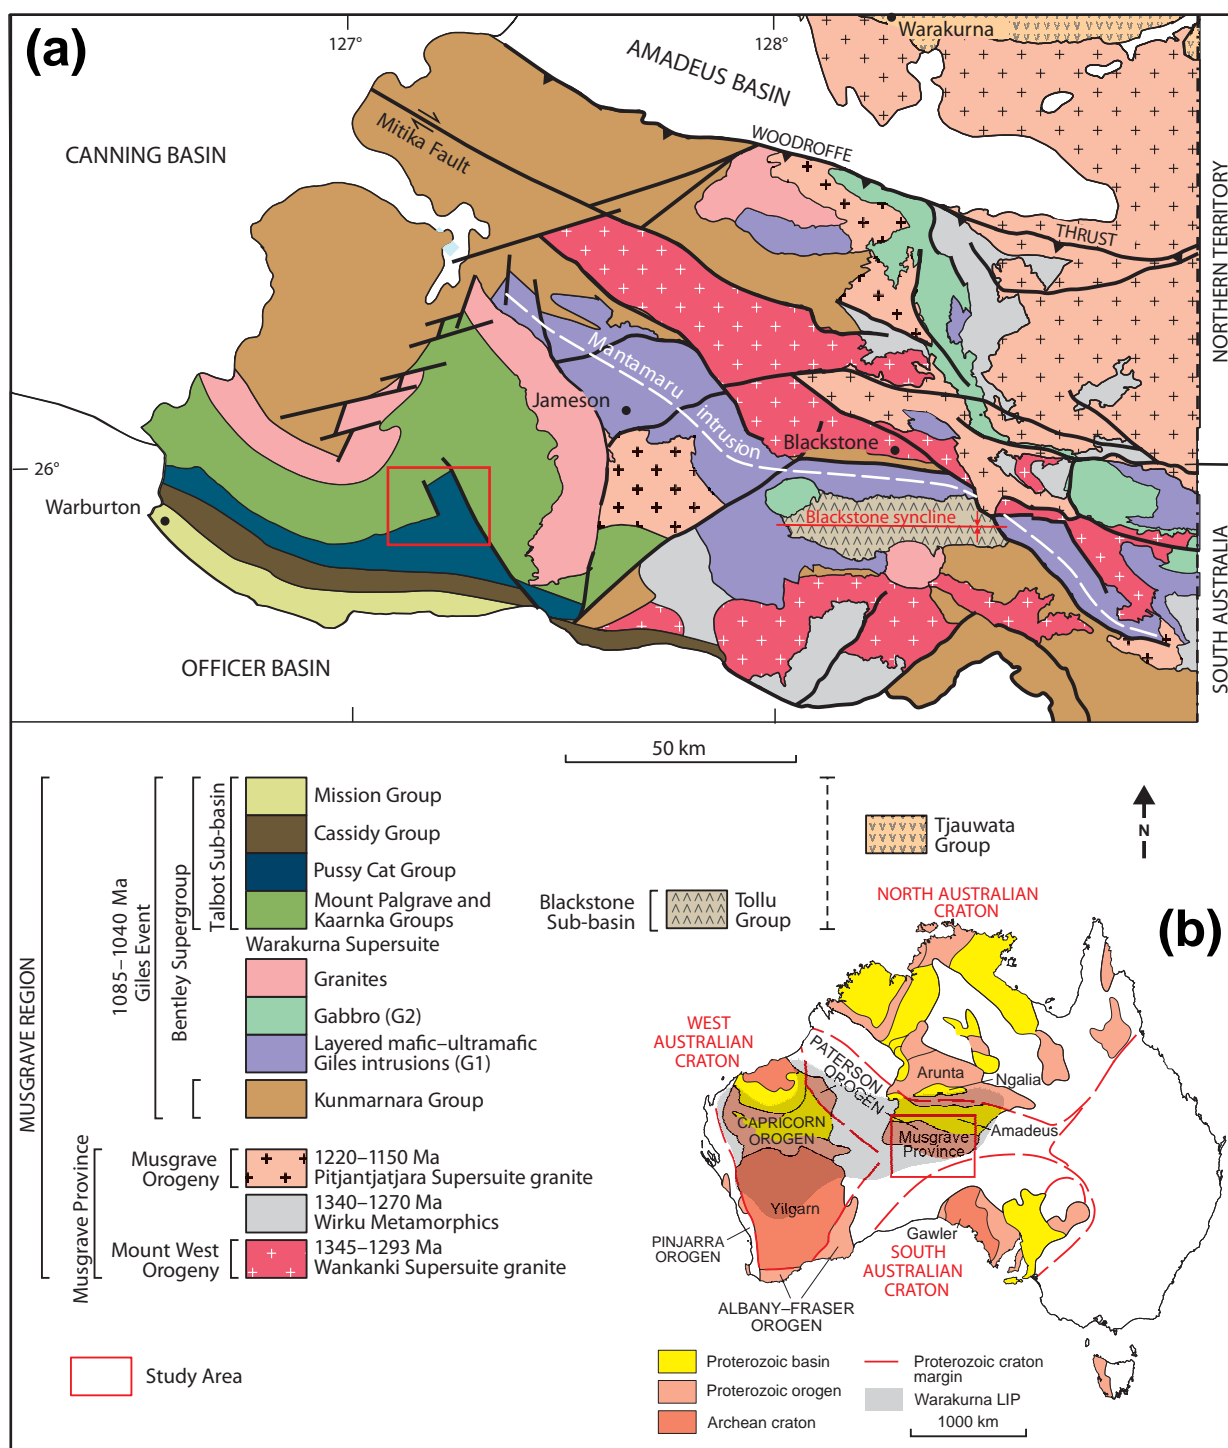 (a)
127°
128°
Warakurna
AMADEUS BASIN
WOODROFFE
THRUST
Mitika Fault
CANNING BASIN
NORTHERN TERRITORY
Mantamaru
intrusion
Jameson
Blackstone
26°
Warburton
Blackstone syncline
SOUTH AUSTRALIA
OFFICER BASIN
50 km
MUSGRAVE REGION
1085–1040 Ma
Giles Event
Bentley Supergroup
Talbot Sub-basin
Mission Group
Cassidy Group
Pussy Cat Group
Mount Palgrave and
Kaarnka Groups
Warakurna Supersuite
Granites
Gabbro (G2)
Layered mafic–ultramafic
Giles intrusions (G1)
Kunmarnara Group
Blackstone
Sub-basin
Tollu
Group
Tjauwata
Group
N
Musgrave Province
Musgrave
Orogeny
1220–1150 Ma
Pitjantjatjara Supersuite granite
1340–1270 Ma
Wirku Metamorphics
Mount West
Orogeny
1345–1293 Ma
Wankanki Supersuite granite
Study Area
(b)
NORTH AUSTRALIAN
CRATON
WEST
AUSTRALIAN
CRATON
PATERSON
OROGEN
Arunta
Ngalia
Amadeus
CAPRICORN
OROGEN
Musgrave
Province
Yilgarn
Gawler
PINJARRA
OROGEN
SOUTH
AUSTRALIAN
CRATON
ALBANY–FRASER
OROGEN
Proterozoic basin
Proterozoic orogen
Archean craton
Proterozoic craton
margin
Warakurna LIP
1000 km